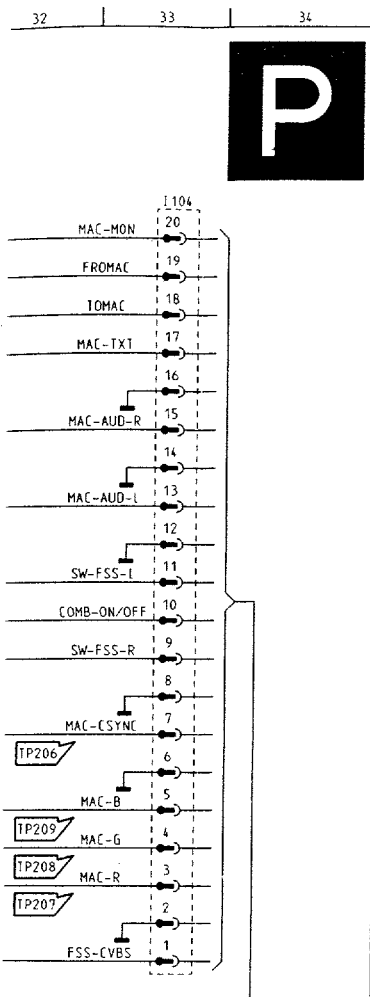 32 33 34
P
I104
20
MAC-MON
19
FROMAC
18
TOMAC
17
MAC-TXT
16
15
MAC-AUD-R
14
13
MAC-AUD-L
12
11
SW-FSS-L
10
COMB-ON/OFF
9
SW-FSS-R
8
7
MAC-CSYNC
TP206
6
5
MAC-B
TP209
4
MAC-G
TP208
3
MAC-R
TP207
2
1
FSS-CVBS